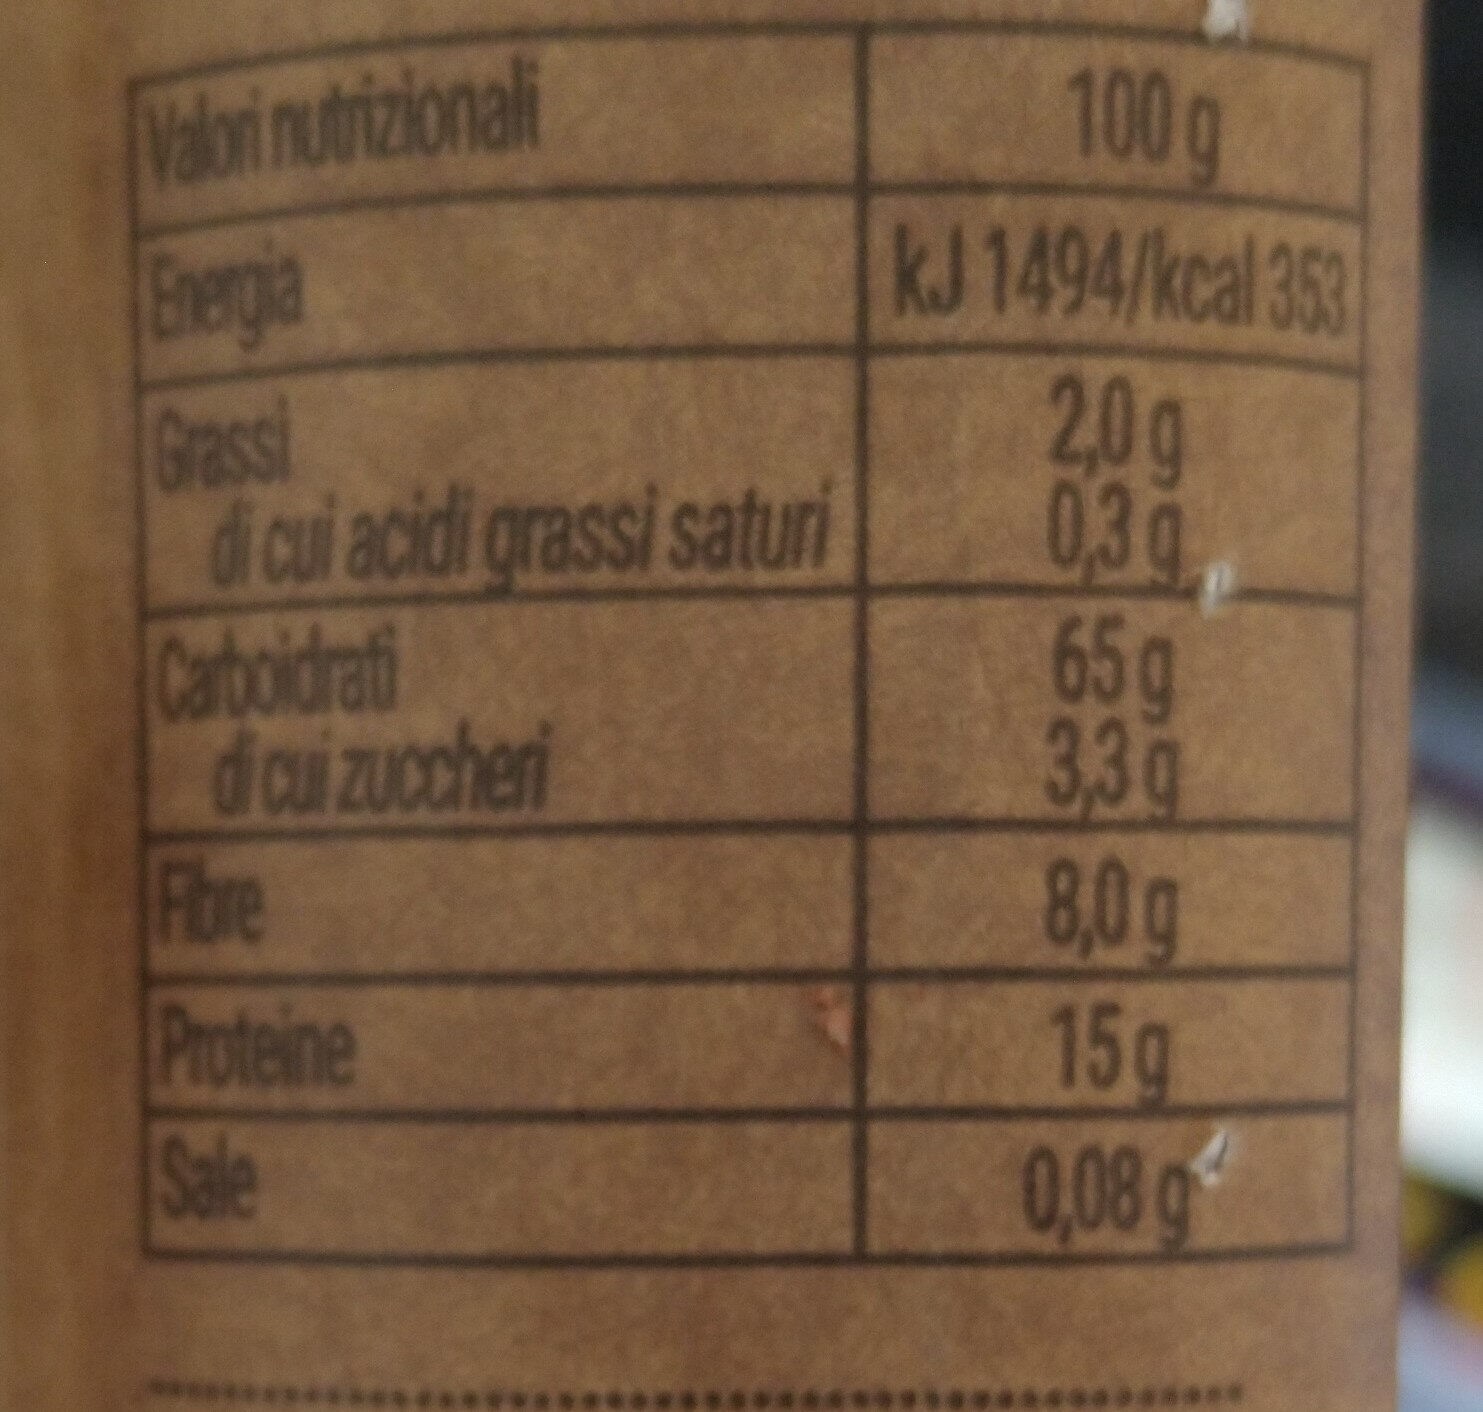 Valori nutrizionali 100 g
Energia kJ 1494/kcal 353
Grassi 2,0 g
di cui acidi grassi saturi 0,3 g
Carboidrati 65 g
di cui zuccheri 3,3 g
Fibre 8,0 g
Proteine 15 g
Sale 0,08 g